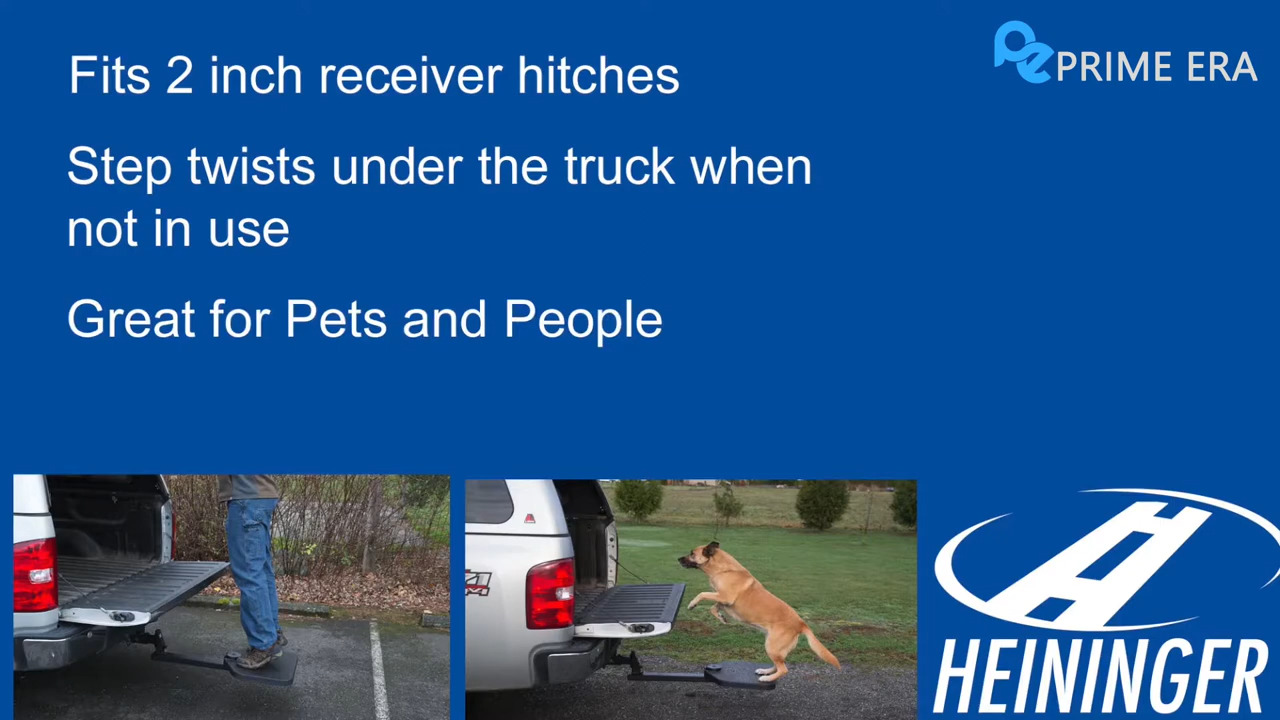 Fits 2 inch receiver hitches
PRIME ERA
Step twists under the truck when
not in use
Great for Pets and People
HEININGER